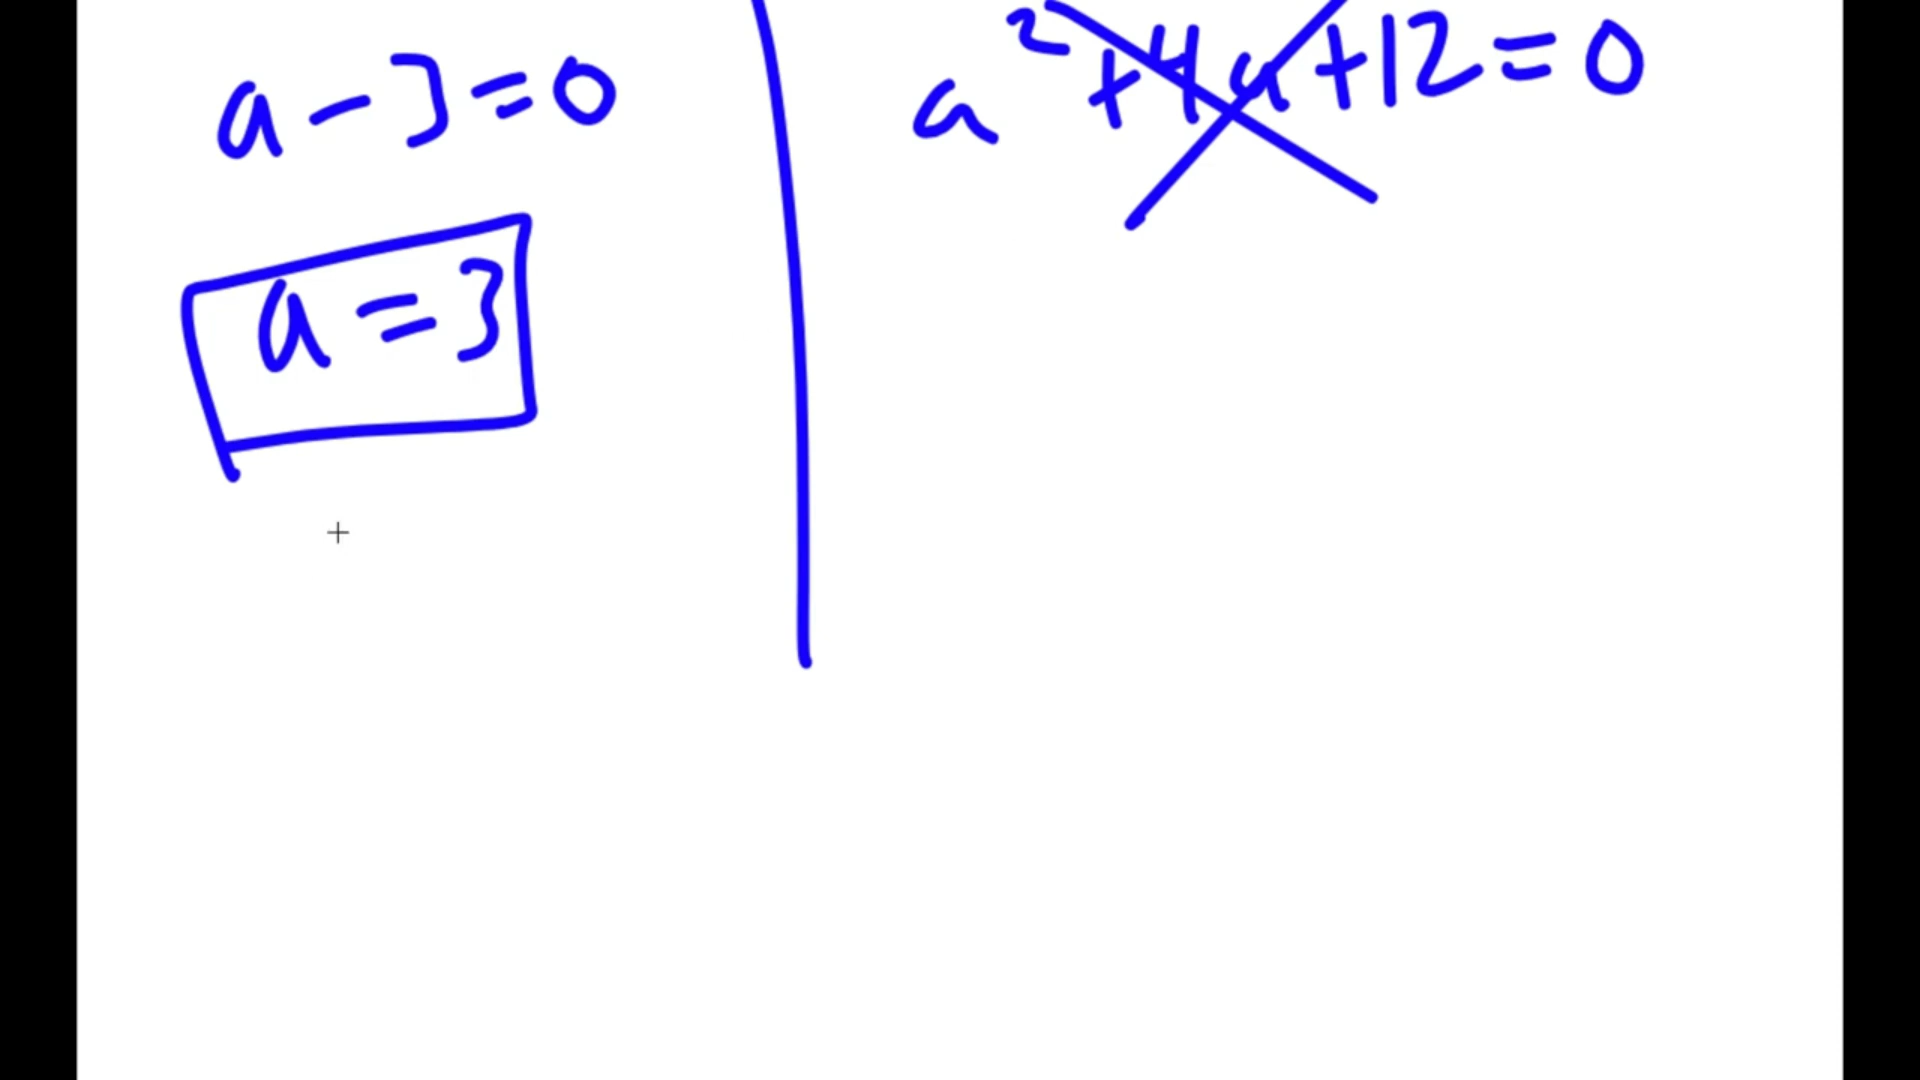 a - 3 = 0
a = 3
a² + 4a + 12 = 0